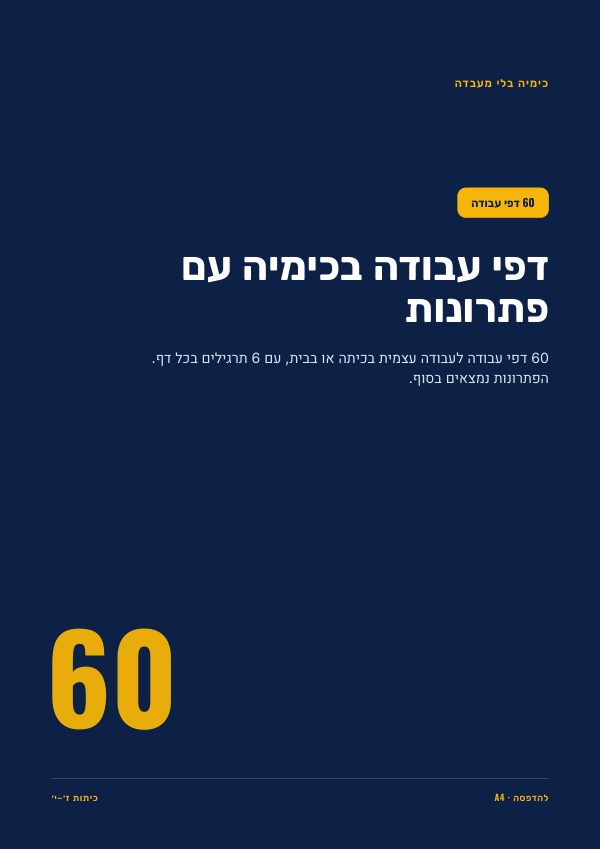 כימיה בלי מעבדה
60 דפי עבודה
דפי עבודה בכימיה עם
פתרונות
60 דפי עבודה לעבודה עצמית בכיתה או בבית, עם 6 תרגילים בכל דף.
הפתרונות נמצאים בסוף.
60
להדפסה · A4
כיתות ז׳–י׳